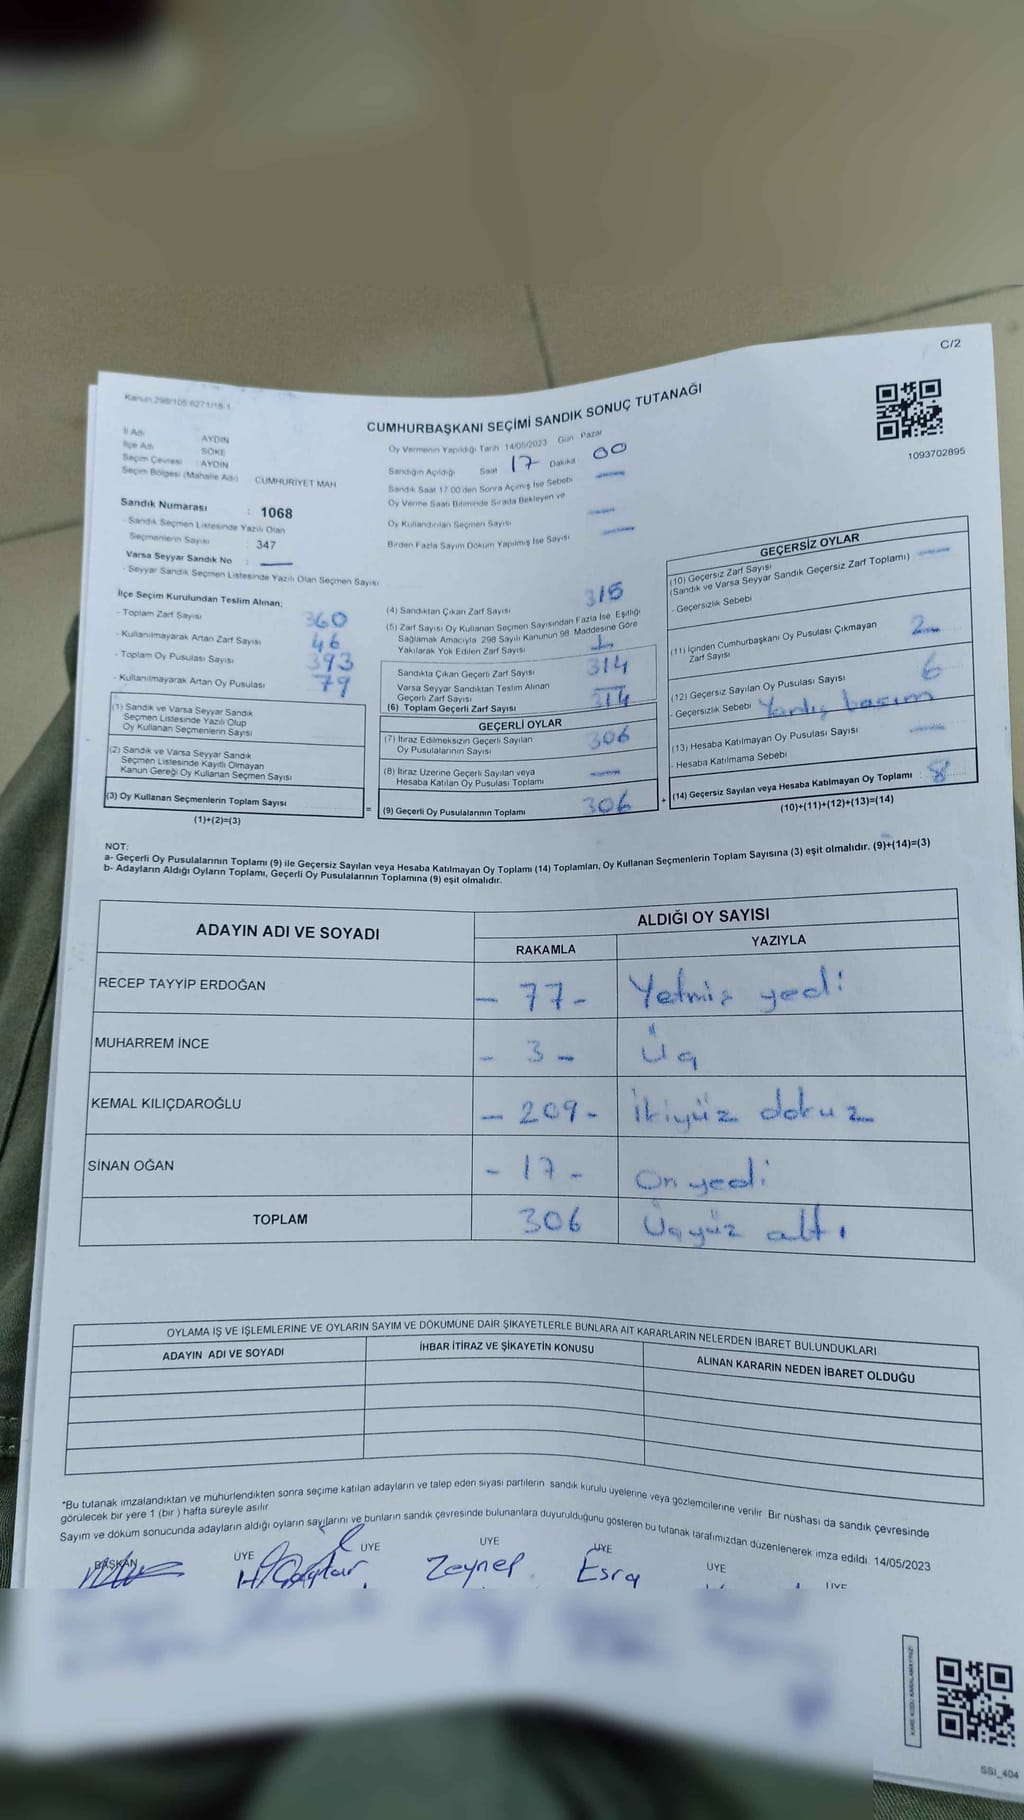 C/2
Kanun 298/105 6271/16 1
CUMHURBAŞKANI SEÇİMİ SANDIK SONUÇ TUTANAĞI
1093702895
İl Adı : AYDIN
İlçe Adı : SÖKE
Seçim Çevresi : AYDIN
Seçim Bölgesi (Mahalle Adı) : CUMHURİYET MAH
Sandık Numarası : 1068
- Sandık Seçmen Listesinde Yazılı Olan
Seçmenlerin Sayısı : 347
Varsa Seyyar Sandık No :
- Seyyar Sandık Seçmen Listesinde Yazılı Olan Seçmen Sayısı
Oy Vermenin Yapıldığı Tarih 14/05/2023 Gün Pazar
Sandığın Açıldığı Saat 17 Dakika 00
Sandık Saat 17 00'den Sonra Açımış İse Sebebi
Oy Verme Saati Bitiminde Sırada Bekleyen ve
Oy Kullandırılan Seçmen Sayısı
Birden Fazla Sayım Döküm Yapılmış İse Sayısı
İlçe Seçim Kurulundan Teslim Alınan;
- Toplam Zarf Sayısı 360
- Kullanılmayarak Artan Zarf Sayısı 46
- Toplam Oy Pusulası Sayısı 393
- Kullanılmayarak Artan Oy Pusulası 79
(1) Sandık ve Varsa Seyyar Sandık
Seçmen Listesinde Yazılı Olup
Oy Kullanan Seçmenlerin Sayısı
(2) Sandık ve Varsa Seyyar Sandık
Seçmen Listesinde Kayıtlı Olmayan
Kanun Gereği Oy Kullanan Seçmen Sayısı
(3) Oy Kullanan Seçmenlerin Toplam Sayısı
(1)+(2)=(3)
=
(4) Sandıktan Çıkan Zarf Sayısı 315
(5) Zarf Sayısı Oy Kullanan Seçmen Sayısından Fazla İse, Eşitliği
Sağlamak Amacıyla 298 Sayılı Kanunun 98. Maddesine Göre
Yakılarak Yok Edilen Zarf Sayısı 1
Sandıkta Çıkan Geçerli Zarf Sayısı 314
Varsa Seyyar Sandıktan Teslim Alınan
Geçerli Zarf Sayısı
(6) Toplam Geçerli Zarf Sayısı 314
GEÇERLİ OYLAR
(7) İtiraz Edilmeksizin Geçerli Sayılan
Oy Pusulalarının Sayısı 306
(8) İtiraz Üzerine Geçerli Sayılan veya
Hesaba Katılan Oy Pusulası Toplamı
(9) Geçerli Oy Pusulalarının Toplamı 306
+
GEÇERSİZ OYLAR
(10) Geçersiz Zarf Sayısı
(Sandık ve Varsa Seyyar Sandık Geçersiz Zarf Toplamı)
- Geçersizlik Sebebi
(11) İçinden Cumhurbaşkanı Oy Pusulası Çıkmayan
Zarf Sayısı 2
(12) Geçersiz Sayılan Oy Pusulası Sayısı 6
- Geçersizlik Sebebi Yanlış basım
(13) Hesaba Katılmayan Oy Pusulası Sayısı
- Hesaba Katılmama Sebebi
(14) Geçersiz Sayılan veya Hesaba Katılmayan Oy Toplamı : 8
(10)+(11)+(12)+(13)=(14)
NOT:
a- Geçerli Oy Pusulalarının Toplamı (9) ile Geçersiz Sayılan veya Hesaba Katılmayan Oy Toplamı (14) Toplamları, Oy Kullanan Seçmenlerin Toplam Sayısına (3) eşit olmalıdır. (9)+(14)=(3)
b- Adayların Aldığı Oyların Toplamı, Geçerli Oy Pusulalarının Toplamına (9) eşit olmalıdır.
ADAYIN ADI VE SOYADI
ALDIĞI OY SAYISI
RAKAMLA YAZIYLA
RECEP TAYYİP ERDOĞAN - 77 - Yetmiş yedi
MUHARREM İNCE - 3 - Üç
KEMAL KILIÇDAROĞLU - 209 - İkiyüz dokuz
SİNAN OĞAN - 17 - On yedi
TOPLAM 306 Üçyüz altı
OYLAMA İŞ VE İŞLEMLERİNE VE OYLARIN SAYIM VE DÖKÜMÜNE DAİR ŞİKAYETLERLE BUNLARA AİT KARARLARIN NELERDEN İBARET BULUNDUKLARI
ADAYIN ADI VE SOYADI İHBAR İTİRAZ VE ŞİKAYETİN KONUSU ALINAN KARARIN NEDEN İBARET OLDUĞU
*Bu tutanak imzalandıktan ve mühürlendikten sonra seçime katılan adayların ve talep eden siyasi partilerin sandık kurulu üyelerine veya gözlemcilerine verilir. Bir nüshası da sandık çevresinde
görülecek bir yere 1 (bir ) hafta süreyle asılır
Sayım ve döküm sonucunda adayların aldığı oyların sayılarını ve bunların sandık çevresinde bulunanlara duyurulduğunu gösteren bu tutanak tarafımızdan düzenlenerek imza edildi. 14/05/2023
BAŞKAN ÜYE ÜYE ÜYE ÜYE ÜYE ÜYE
Zeynep Esra
SSI_404